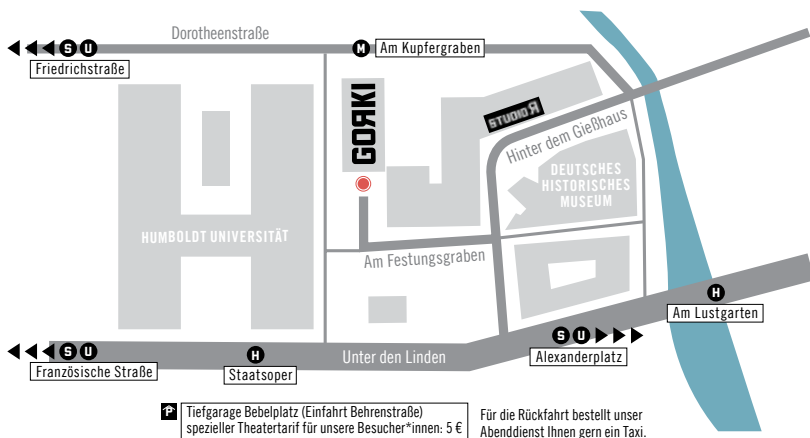 Dorotheenstraße
S U
Friedrichstraße
M Am Kupfergraben
GORKI
STUDIO Я
Hinter dem Gießhaus
DEUTSCHES
HISTORISCHES
MUSEUM
HUMBOLDT UNIVERSITÄT
Am Festungsgraben
H
Am Lustgarten
S U
Alexanderplatz
S U
Französische Straße
H
Staatsoper
Unter den Linden
P Tiefgarage Bebelplatz (Einfahrt Behrenstraße)
spezieller Theatertarif für unsere Besucher*innen: 5 €
Für die Rückfahrt bestellt unser
Abenddienst Ihnen gern ein Taxi.